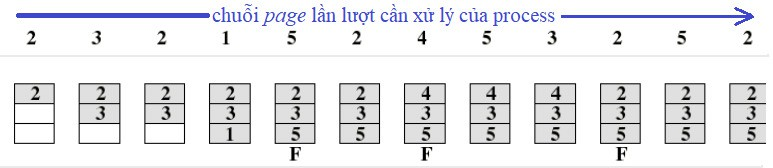 chuỗi page lần lượt cần xử lý của process
2 3 2 1 5 2 4 5 3 2 5 2
2 2 2 2 2 2 4 4 4 2 2 2
3 3 3 3 3 3 3 3 3 3 3
1 5 5 5 5 5 5 5 5
F F F